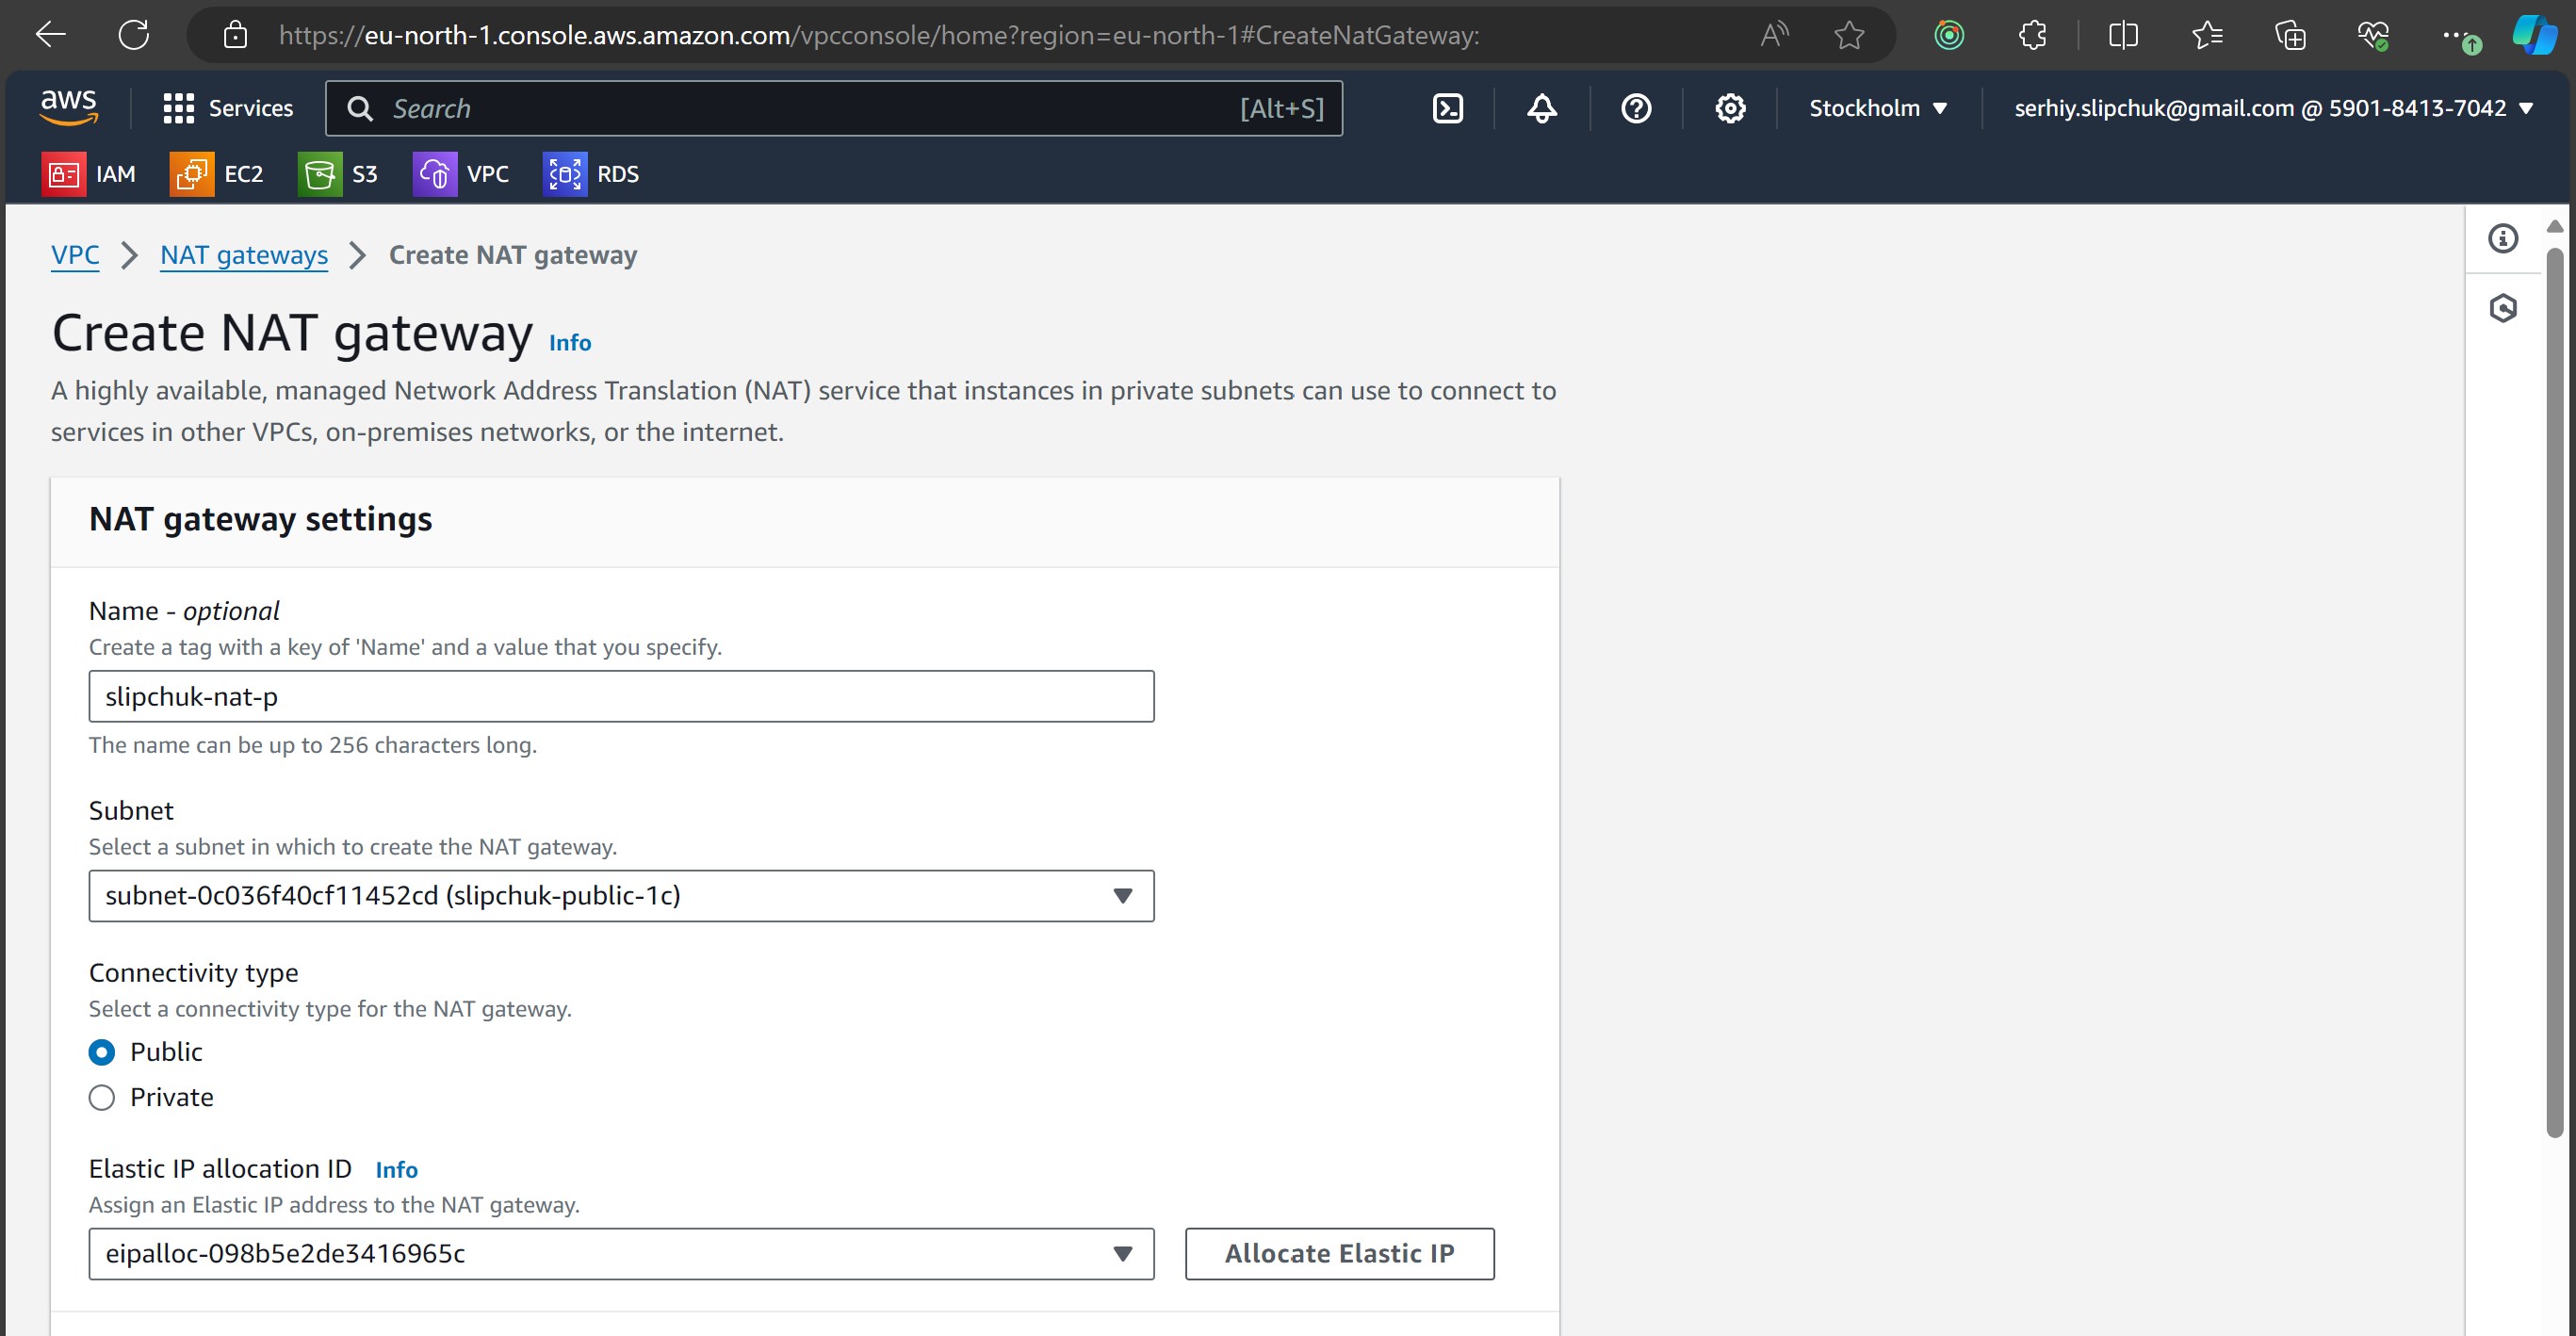 https://eu-north-1.console.aws.amazon.com/vpcconsole/home?region=eu-north-1#CreateNatGateway:
aws
Services
Search
[Alt+S]
Stockholm
serhiy.slipchuk@gmail.com @ 5901-8413-7042
IAM
EC2
S3
VPC
RDS
VPC
NAT gateways
Create NAT gateway
Create NAT gateway Info
A highly available, managed Network Address Translation (NAT) service that instances in private subnets can use to connect to
services in other VPCs, on-premises networks, or the internet.
NAT gateway settings
Name - optional
Create a tag with a key of 'Name' and a value that you specify.
slipchuk-nat-p
The name can be up to 256 characters long.
Subnet
Select a subnet in which to create the NAT gateway.
subnet-0c036f40cf11452cd (slipchuk-public-1c)
Connectivity type
Select a connectivity type for the NAT gateway.
Public
Private
Elastic IP allocation ID Info
Assign an Elastic IP address to the NAT gateway.
eipalloc-098b5e2de3416965c
Allocate Elastic IP